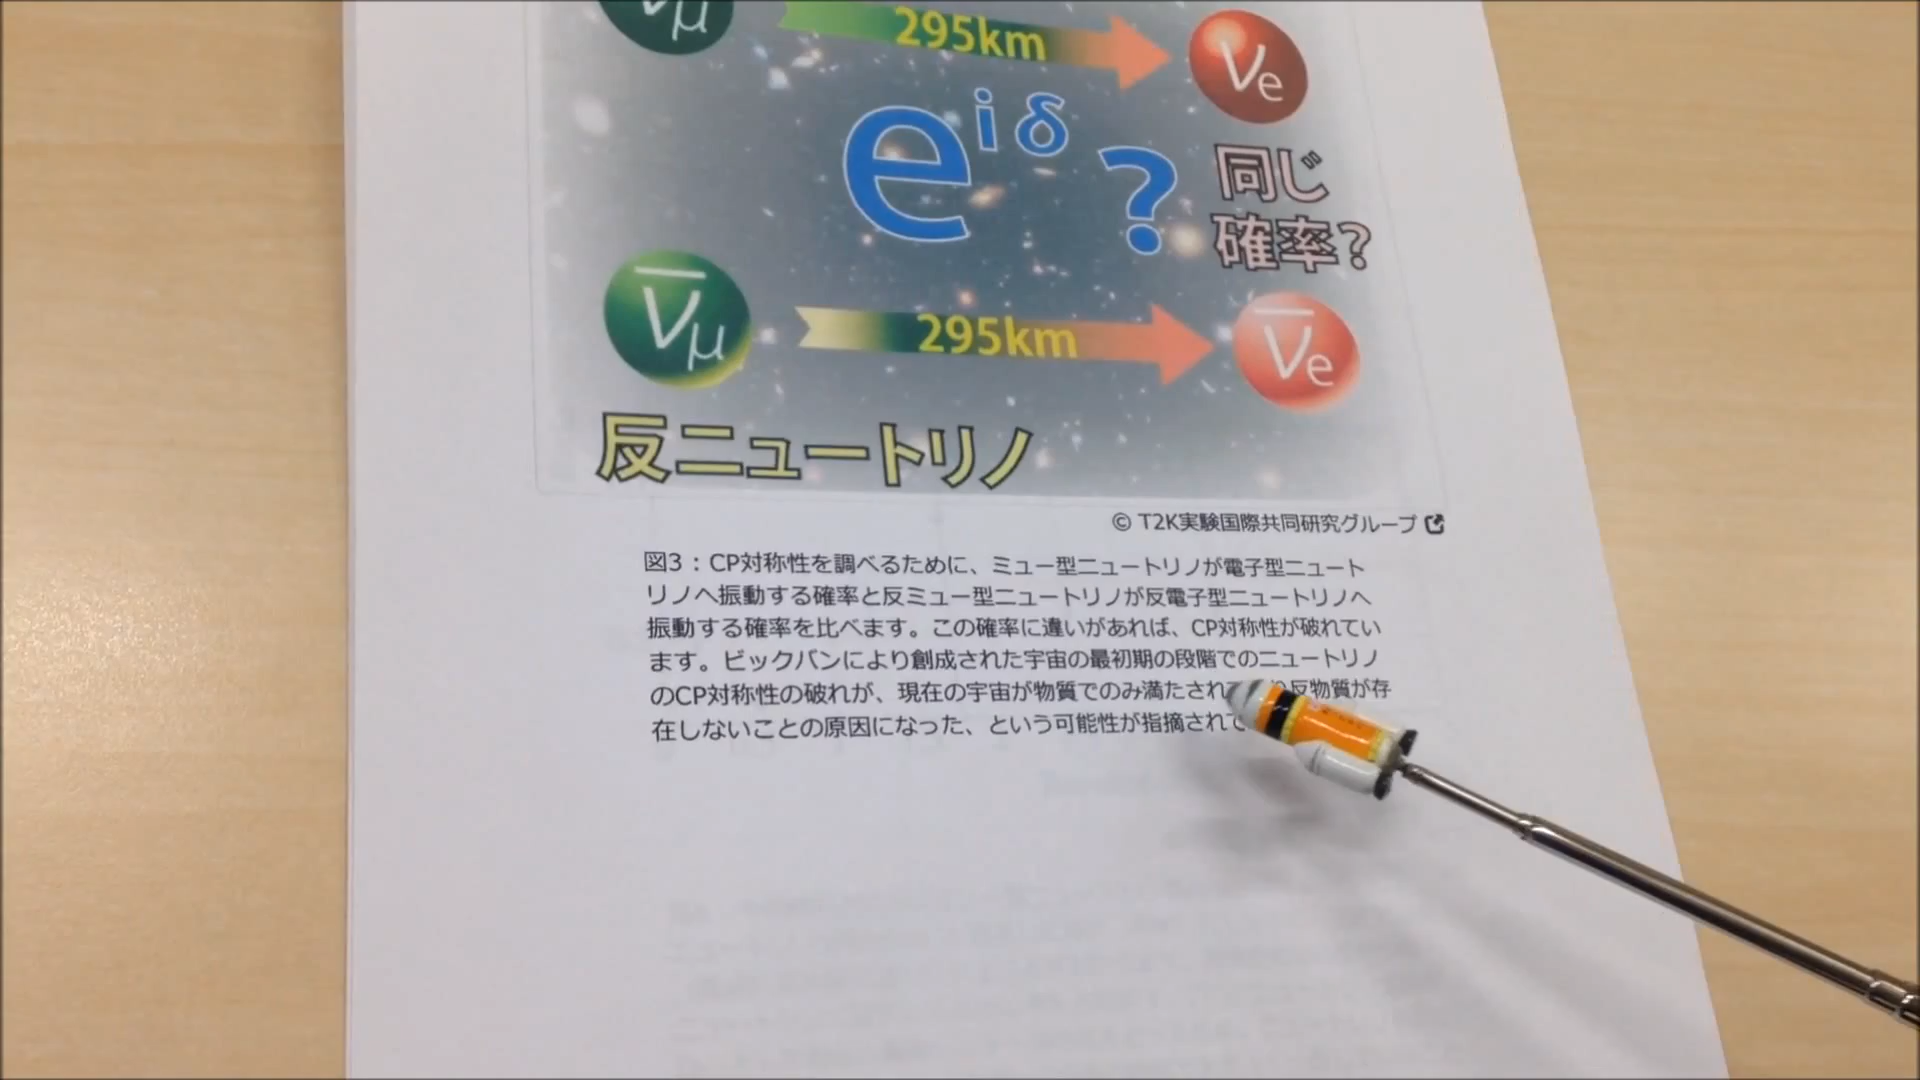 νμ
295km
νe
e^iδ ?
同じ
確率?
ν̅μ
295km
ν̅e
反ニュートリノ
© T2K実験国際共同研究グループ
図3:CP対称性を調べるために、ミュー型ニュートリノが電子型ニュート
リノへ振動する確率と反ミュー型ニュートリノが反電子型ニュートリノへ
振動する確率を比べます。この確率に違いがあれば、CP対称性が破れてい
ます。ビックバンにより創成された宇宙の最初期の段階でのニュートリノ
のCP対称性の破れが、現在の宇宙が物質でのみ満たされ 反物質が存
在しないことの原因になった、という可能性が指摘されて